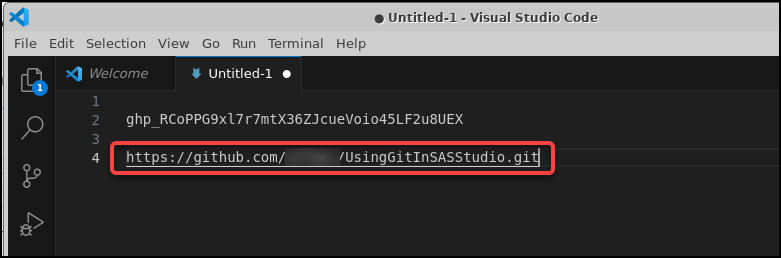 ● Untitled-1 - Visual Studio Code
File Edit Selection View Go Run Terminal Help
Welcome Untitled-1 ●
1
1
2 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
3
4 https://github.com/ /UsingGitInSASStudio.git